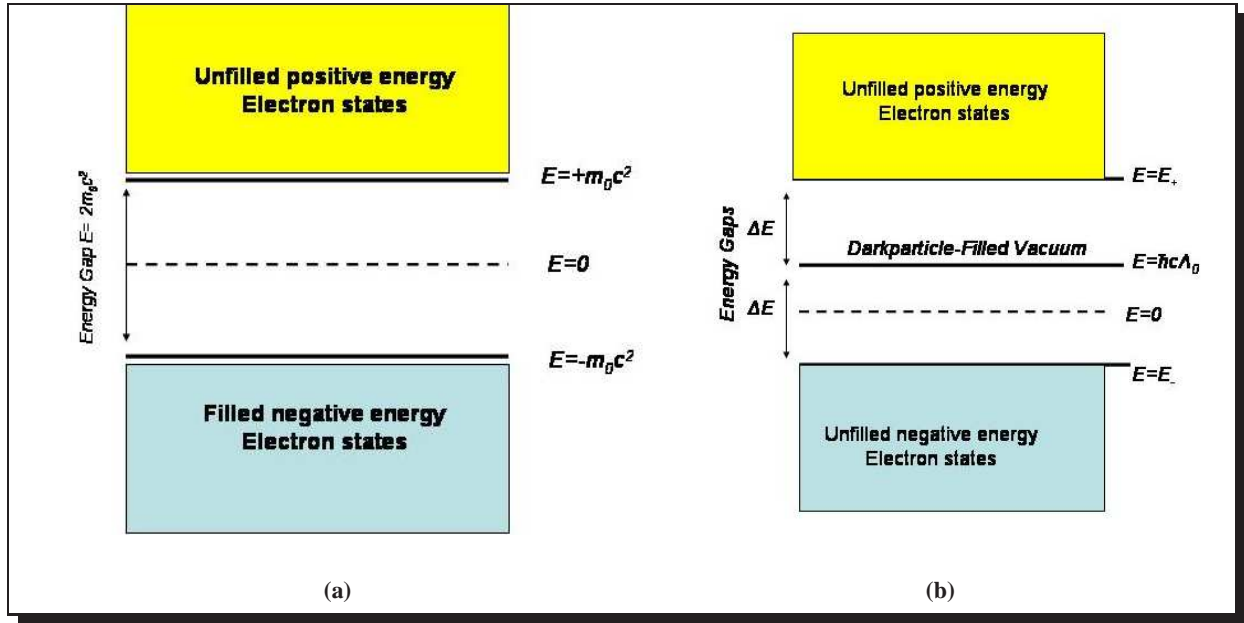 Unfilled positive energy
Electron states
Energy Gap E= 2m₀c²
E=+m₀c²
E=0
E=-m₀c²
Filled negative energy
Electron states
(a)
Unfilled positive energy
Electron states
E=E₊
Energy Gaps
ΔE
Darkparticle-Filled Vacuum
E=ħcΛ₀
ΔE
E=0
E=E₋
Unfilled negative energy
Electron states
(b)